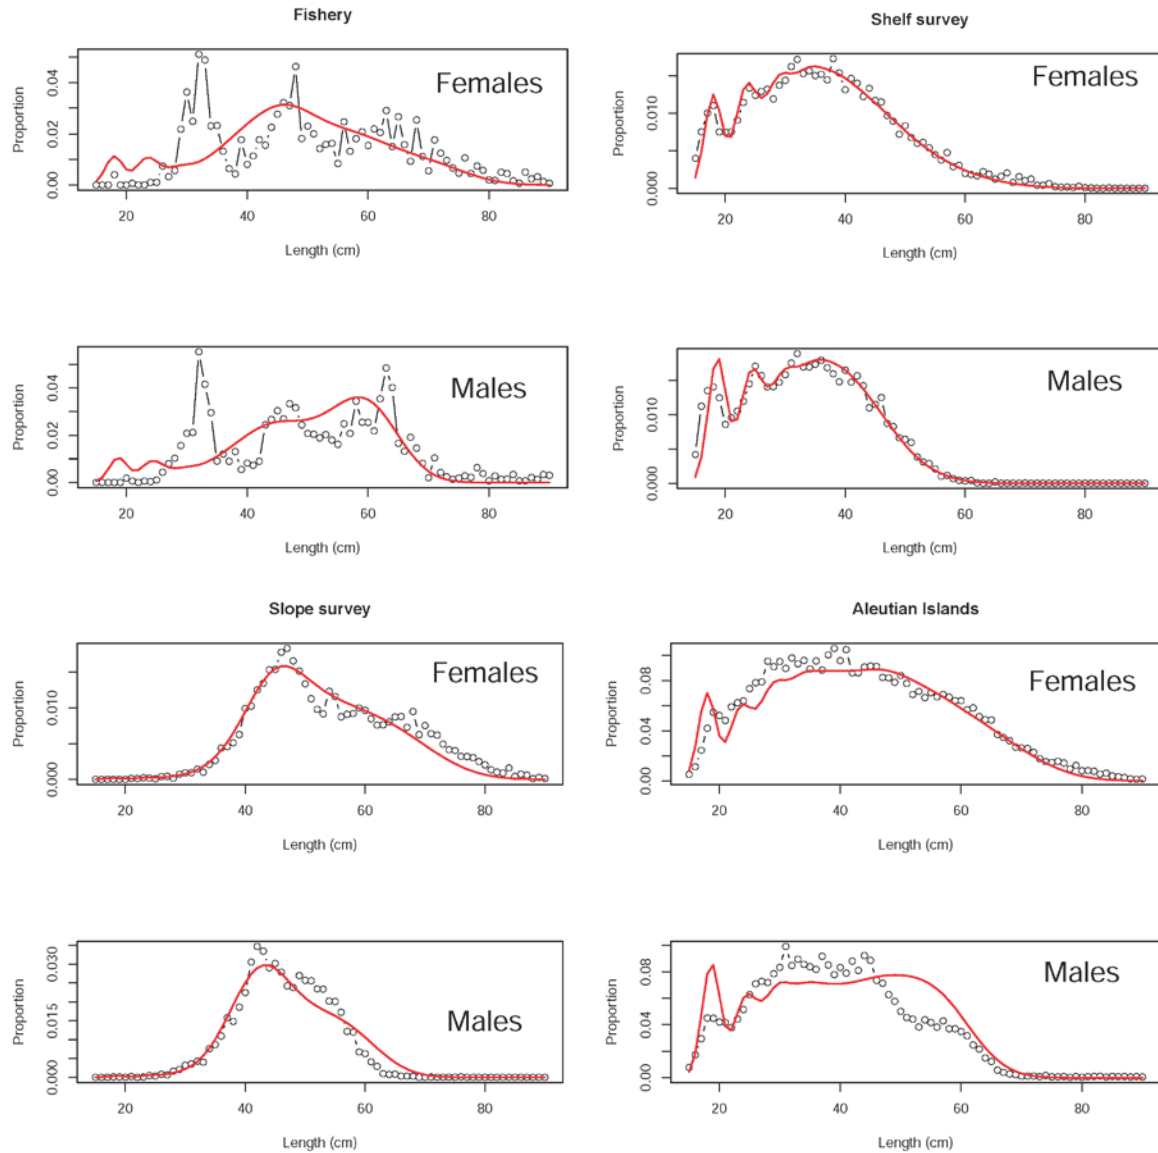 Fishery
Females
Proportion
0.00 0.02 0.04
20 40 60 80
Length (cm)
Shelf survey
Females
Proportion
0.000 0.010
20 40 60 80
Length (cm)
Males
Proportion
0.00 0.02 0.04
20 40 60 80
Length (cm)
Males
Proportion
0.000 0.010
20 40 60 80
Length (cm)
Slope survey
Females
Proportion
0.000 0.010
20 40 60 80
Length (cm)
Aleutian Islands
Females
Proportion
0.00 0.04 0.08
20 40 60 80
Length (cm)
Males
Proportion
0.000 0.015 0.030
20 40 60 80
Length (cm)
Males
Proportion
0.00 0.04 0.08
20 40 60 80
Length (cm)